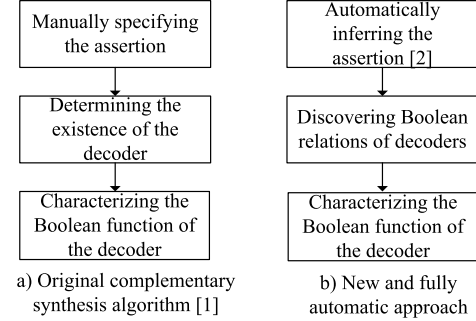 Manually specifying
the assertion
Determining the
existence of the
decoder
Characterizing the
Boolean function of
the decoder
a) Original complementary
synthesis algorithm [1]
Automatically
inferring the
assertion [2]
Discovering Boolean
relations of decoders
Characterizing the
Boolean function of
the decoder
b) New and fully
automatic approach